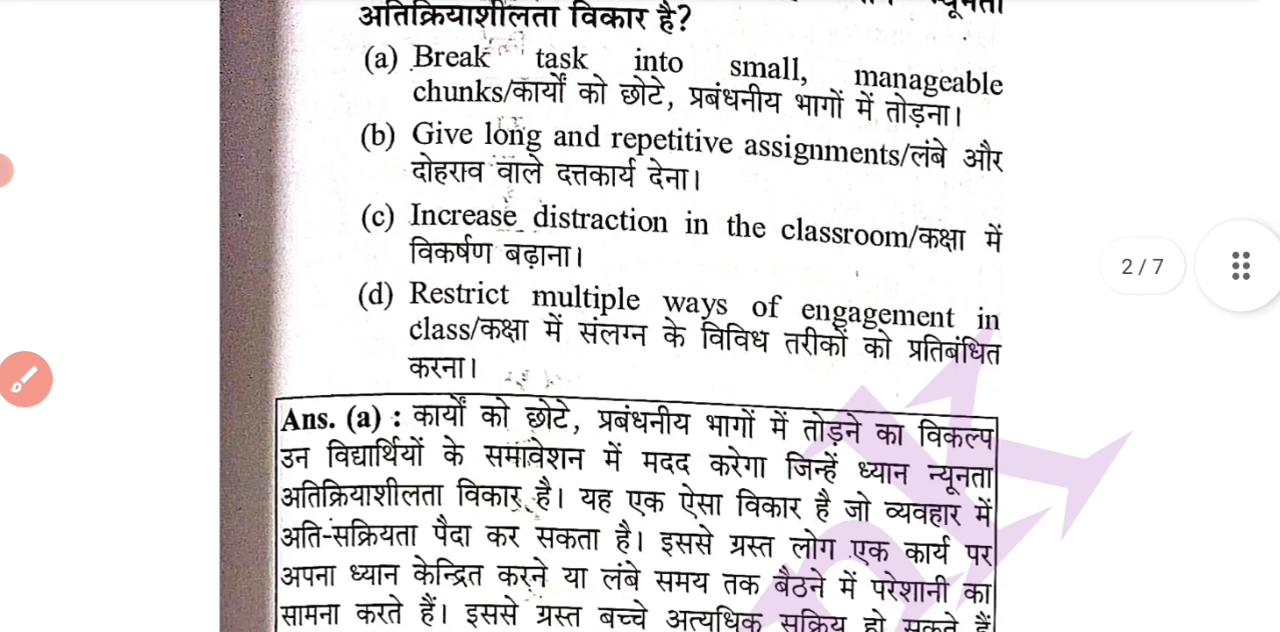 न्यूनता
अतिक्रियाशीलता विकार है?
(a) Break task into small, manageable
chunks/कार्यों को छोटे, प्रबंधनीय भागों में तोड़ना।
(b) Give long and repetitive assignments/लंबे और
दोहराव वाले दत्तकार्य देना।
(c) Increase distraction in the classroom/कक्षा में
विकर्षण बढ़ाना।
(d) Restrict multiple ways of engagement in
class/कक्षा में संलग्न के विविध तरीकों को प्रतिबंधित
करना।
Ans. (a) : कार्यों को छोटे, प्रबंधनीय भागों में तोड़ने का विकल्प
उन विद्यार्थियों के समावेशन में मदद करेगा जिन्हें ध्यान न्यूनता
अतिक्रियाशीलता विकार है। यह एक ऐसा विकार है जो व्यवहार में
अति-सक्रियता पैदा कर सकता है। इससे ग्रस्त लोग एक कार्य पर
अपना ध्यान केन्द्रित करने या लंबे समय तक बैठने में परेशानी का
सामना करते हैं। इससे ग्रस्त बच्चे अत्यधिक सक्रिय हो सकते हैं
2 / 7